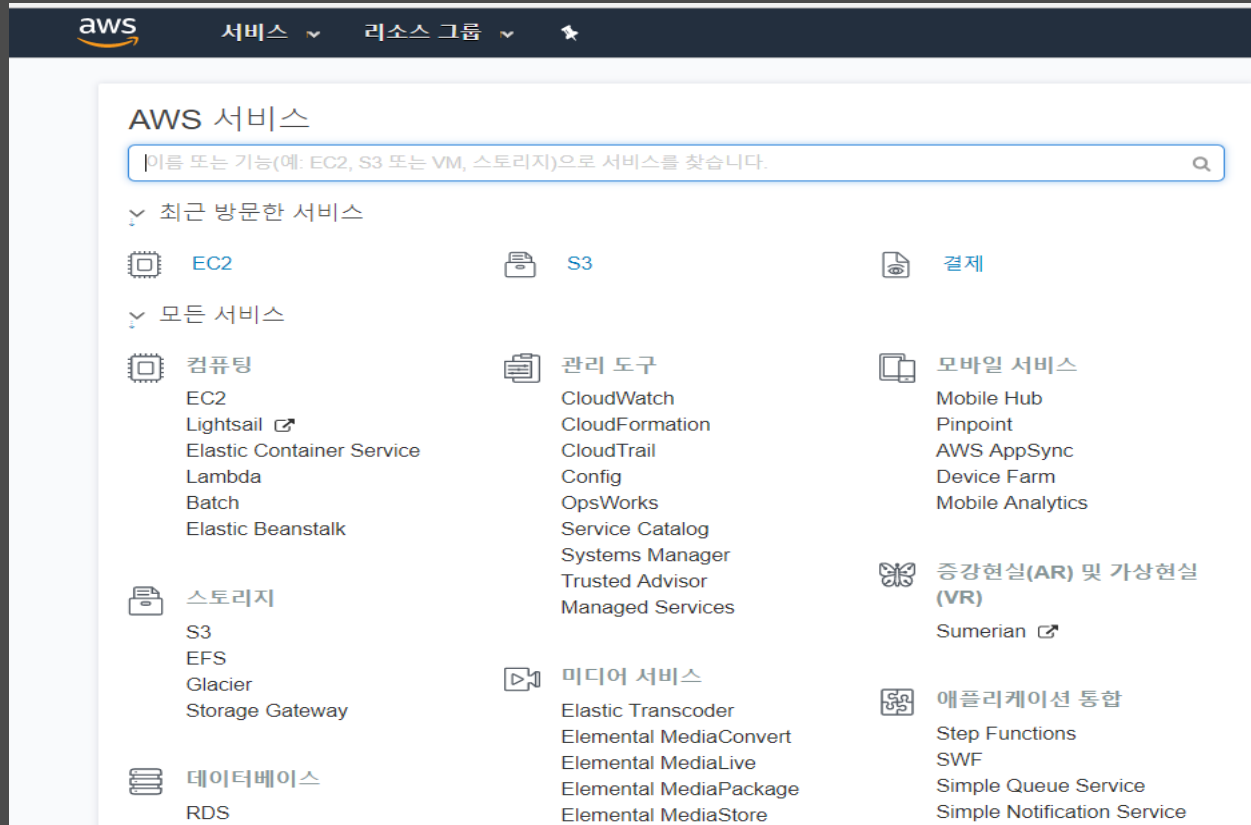 aws 서비스 리소스 그룹
AWS 서비스
이름 또는 기능(예: EC2, S3 또는 VM, 스토리지)으로 서비스를 찾습니다.
최근 방문한 서비스
EC2
S3
결제
모든 서비스
컴퓨팅
EC2
Lightsail
Elastic Container Service
Lambda
Batch
Elastic Beanstalk
스토리지
S3
EFS
Glacier
Storage Gateway
데이터베이스
RDS
관리 도구
CloudWatch
CloudFormation
CloudTrail
Config
OpsWorks
Service Catalog
Systems Manager
Trusted Advisor
Managed Services
미디어 서비스
Elastic Transcoder
Elemental MediaConvert
Elemental MediaLive
Elemental MediaPackage
Elemental MediaStore
모바일 서비스
Mobile Hub
Pinpoint
AWS AppSync
Device Farm
Mobile Analytics
증강현실(AR) 및 가상현실
(VR)
Sumerian
애플리케이션 통합
Step Functions
SWF
Simple Queue Service
Simple Notification Service